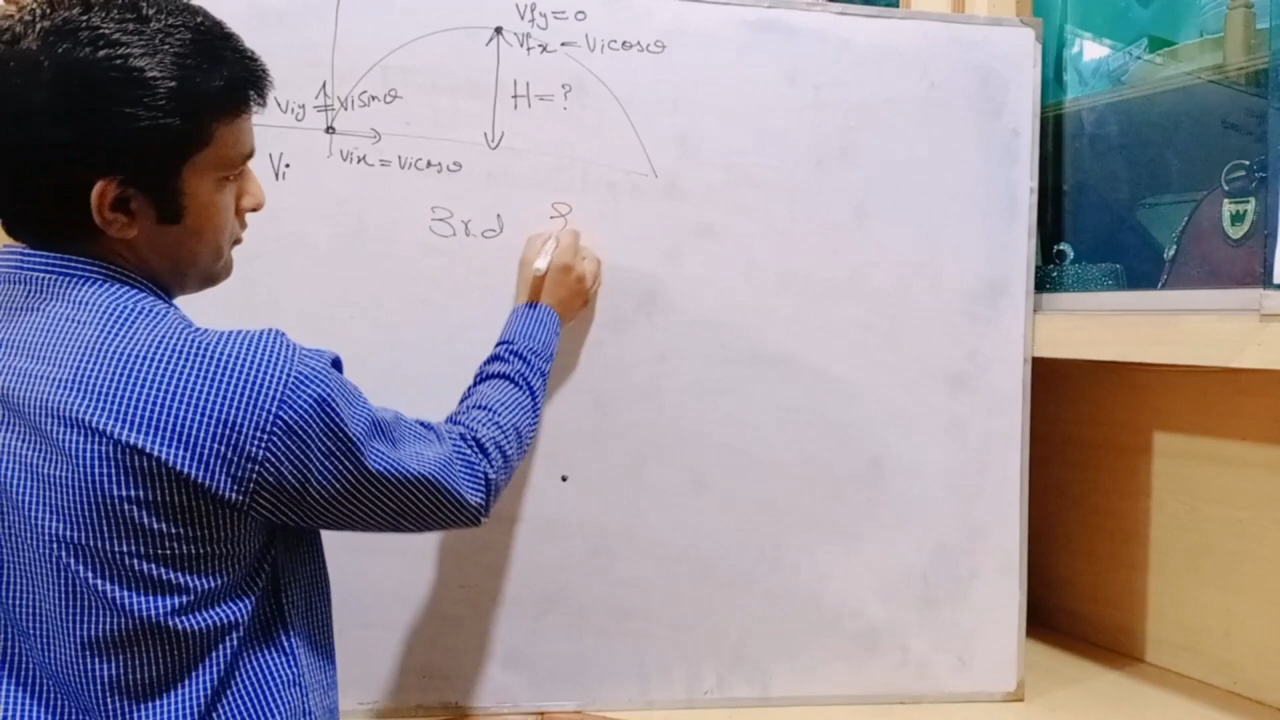 Vfy=0
Vfx=Vicosθ
H=?
Viy=Visinθ
Vix=Vicosθ
Vi
3rd
W